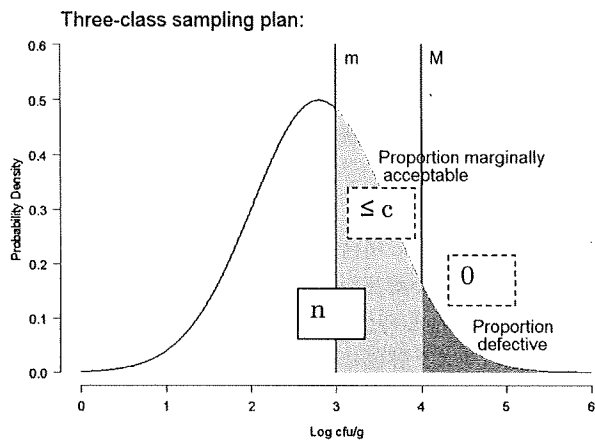 Three-class sampling plan:
0.6
0.5
0.4
0.3
0.2
0.1
0.0
Probability Density
m
M
Proportion marginally
acceptable
≤ c
0
n
Proportion
defective
0
1
2
3
4
5
6
Log cfu/g